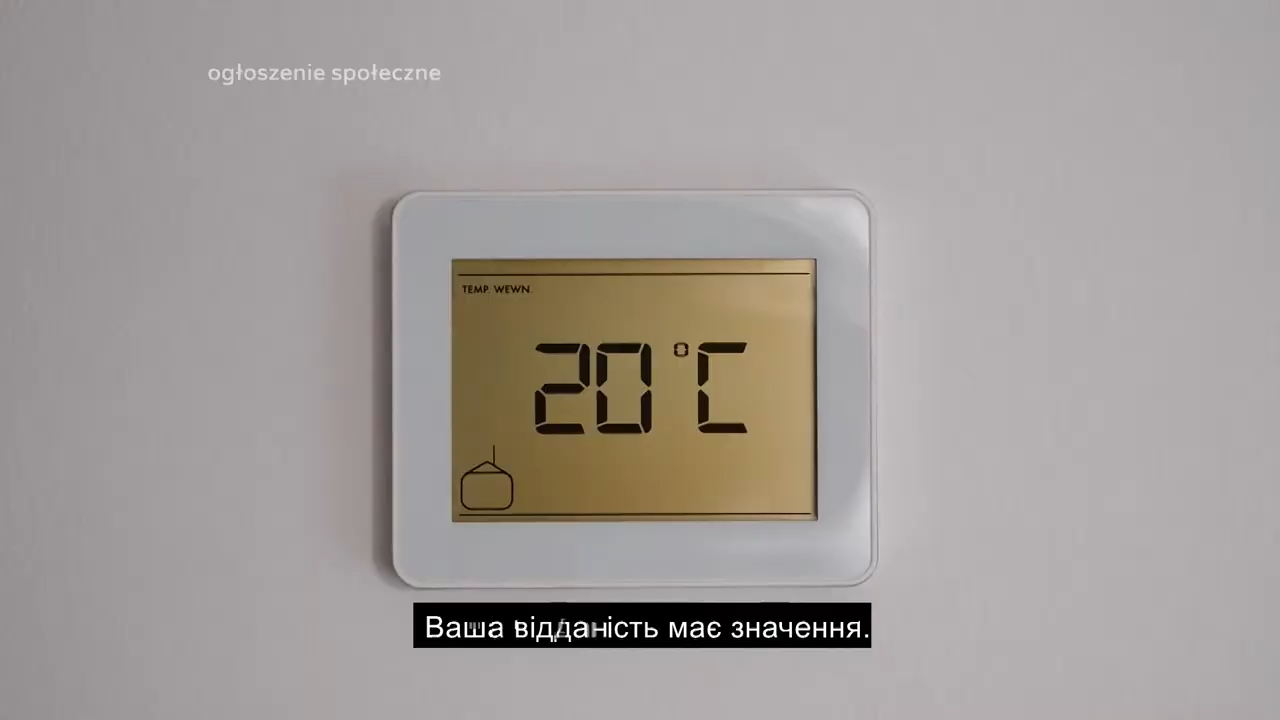 ogłoszenie społeczne
TEMP. WEWN.
20°C
Ваша відданість має значення.